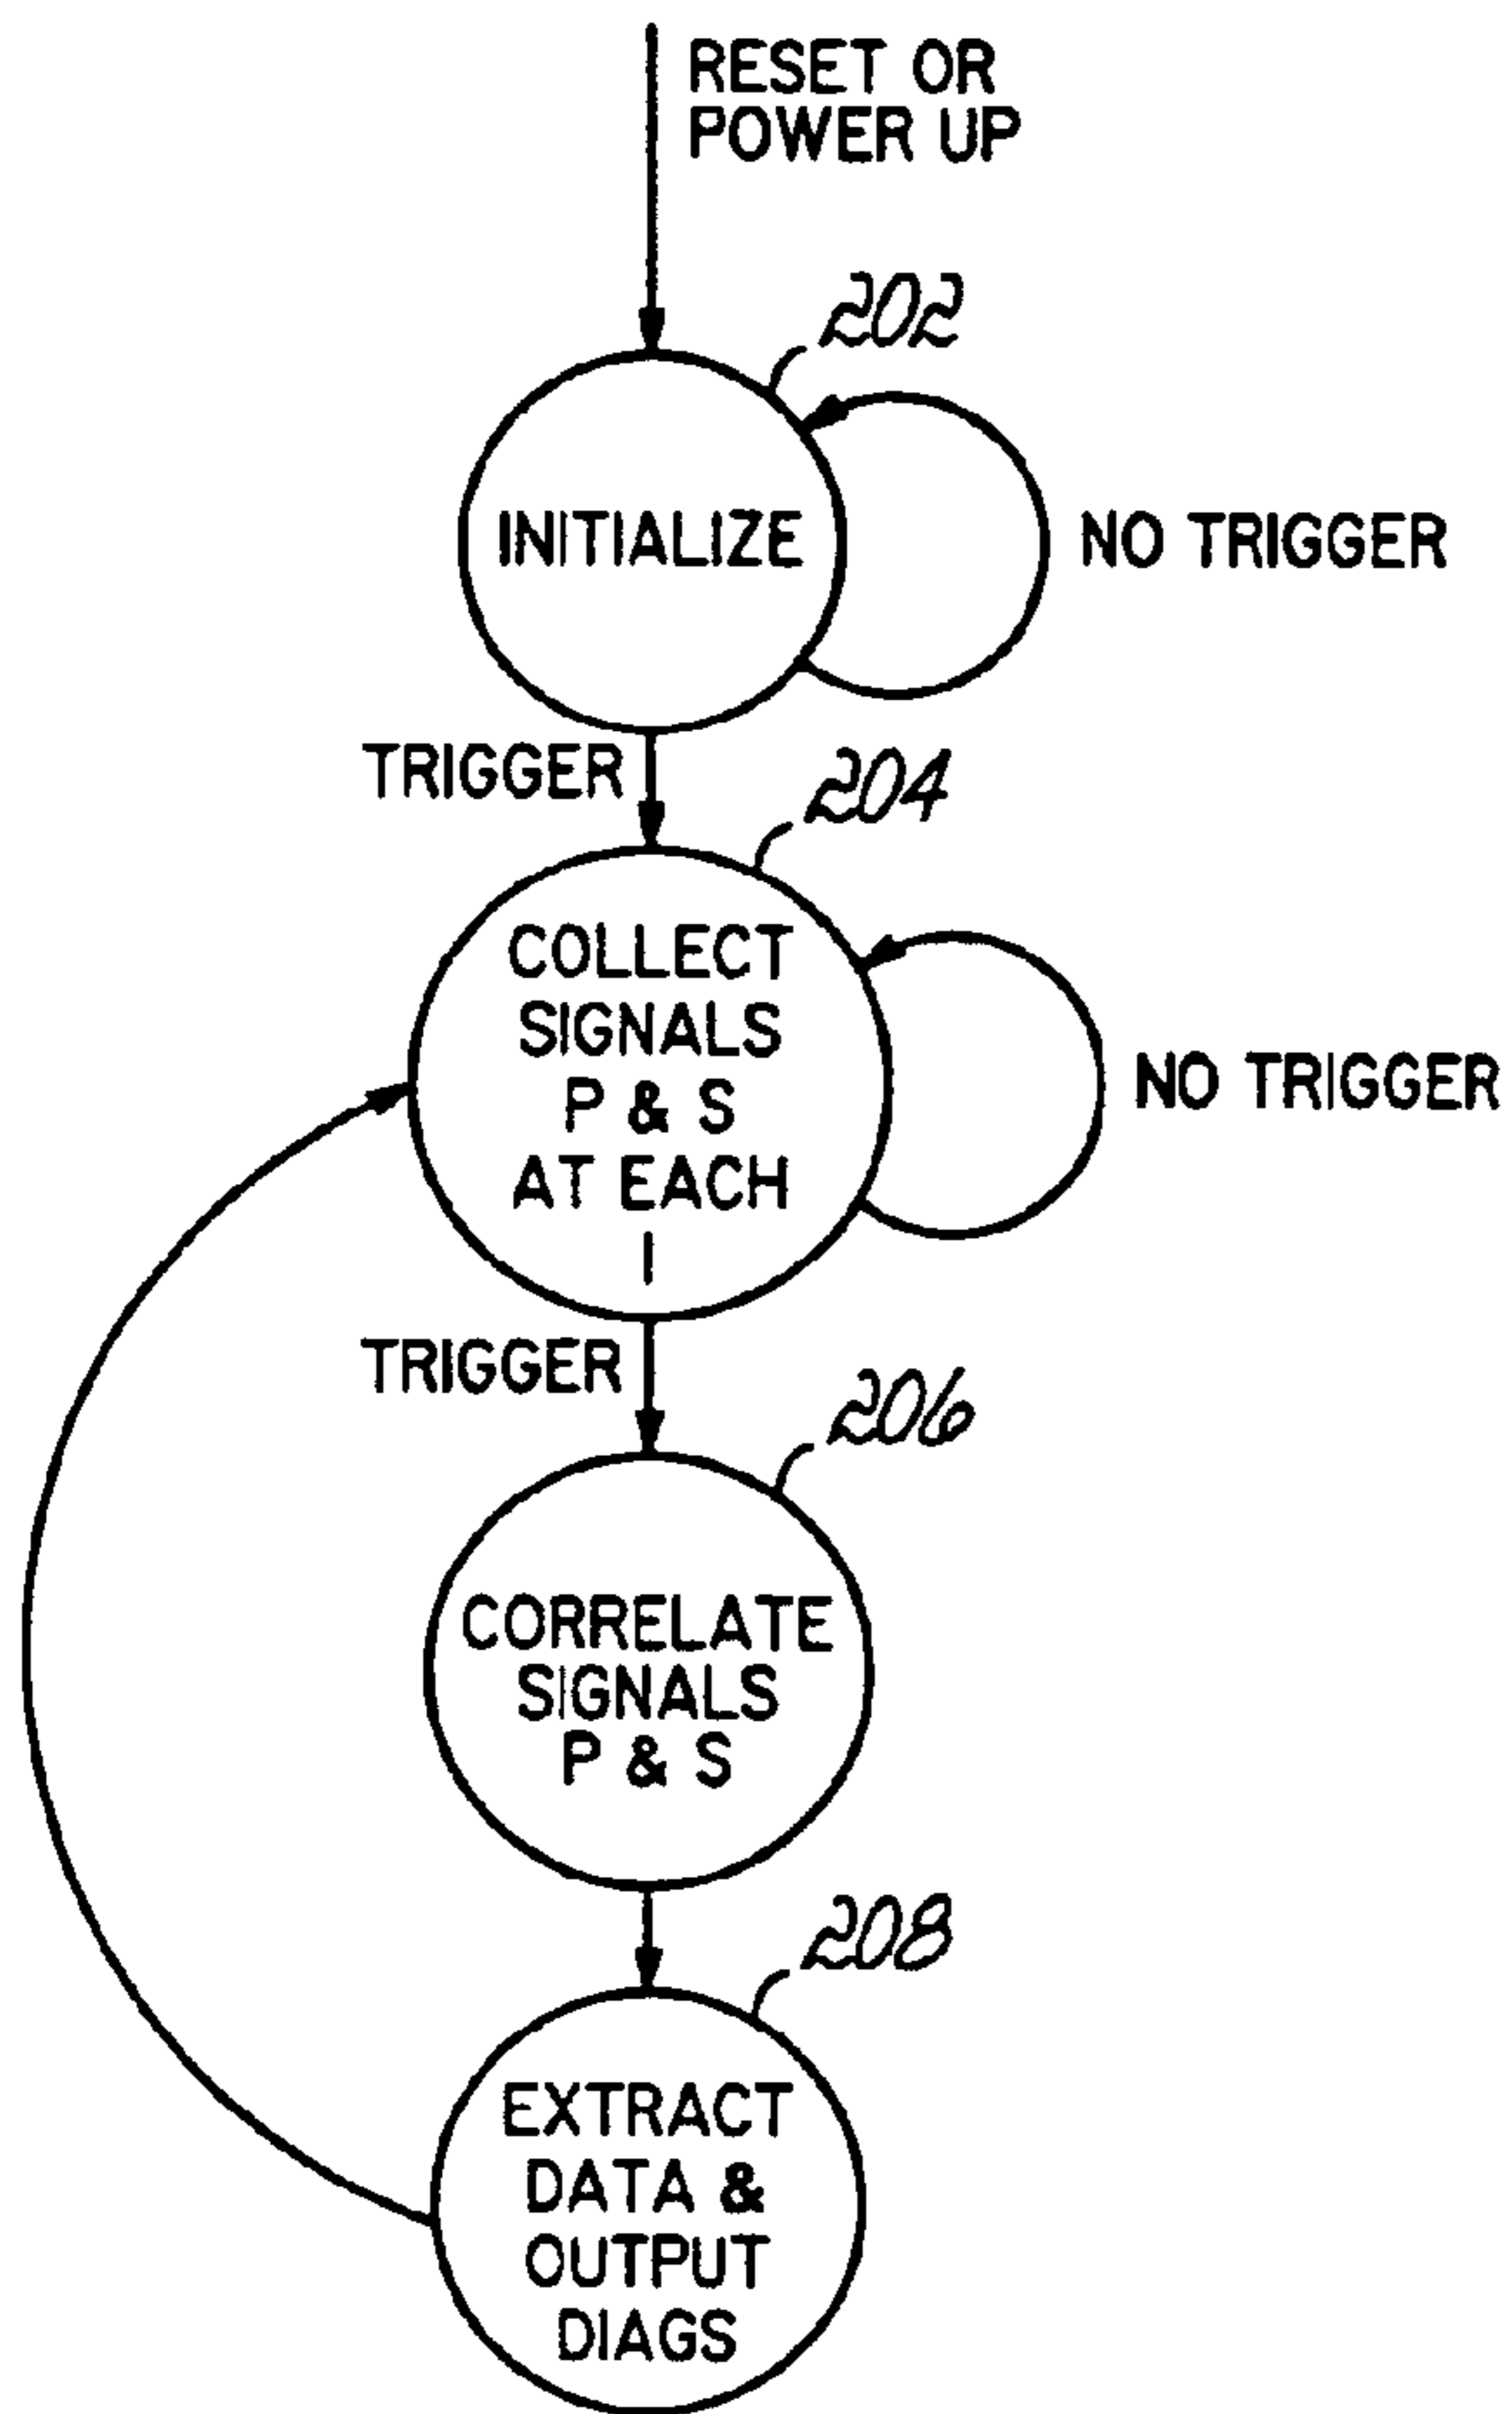 RESET OR
POWER UP
202
INITIALIZE
NO TRIGGER
TRIGGER
204
COLLECT
SIGNALS
P & S
AT EACH
I
NO TRIGGER
TRIGGER
206
CORRELATE
SIGNALS
P & S
208
EXTRACT
DATA &
OUTPUT
DIAGS